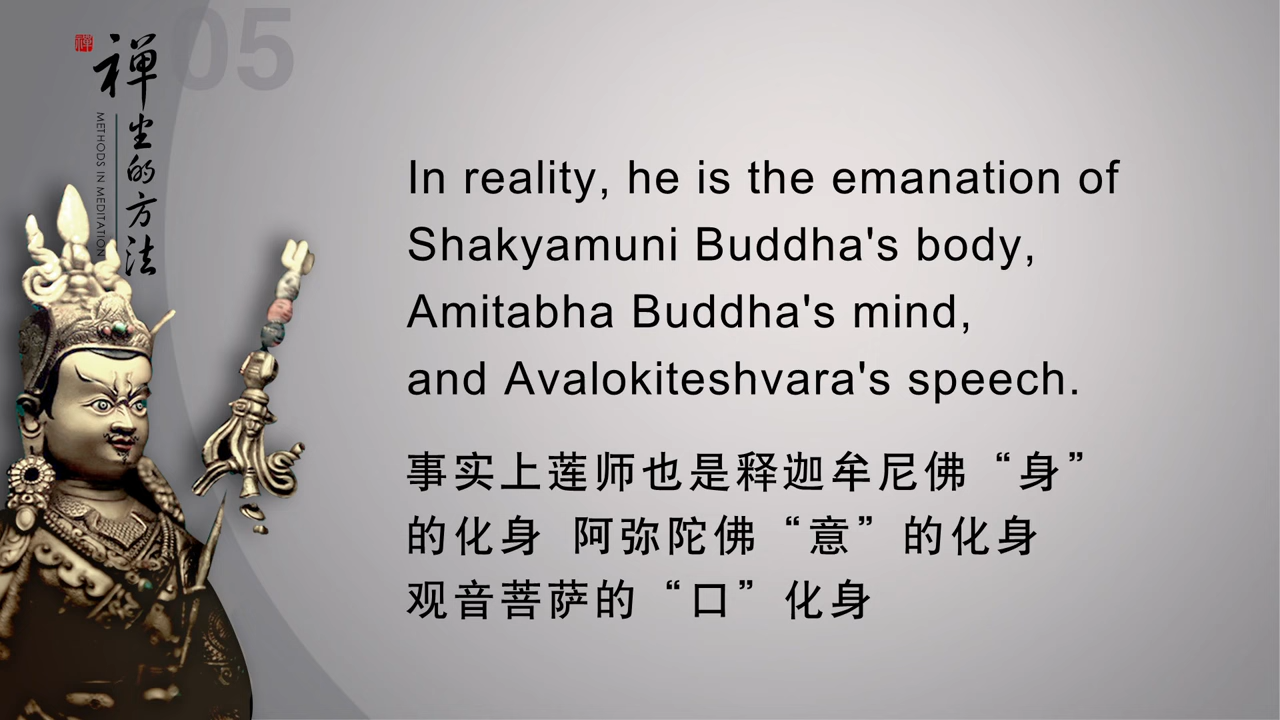 05
禅
坐的方法
METHODS IN MEDITATION
In reality, he is the emanation of
Shakyamuni Buddha's body,
Amitabha Buddha's mind,
and Avalokiteshvara's speech.
事实上莲师也是释迦牟尼佛“身”
的化身 阿弥陀佛“意”的化身
观音菩萨的“口”化身